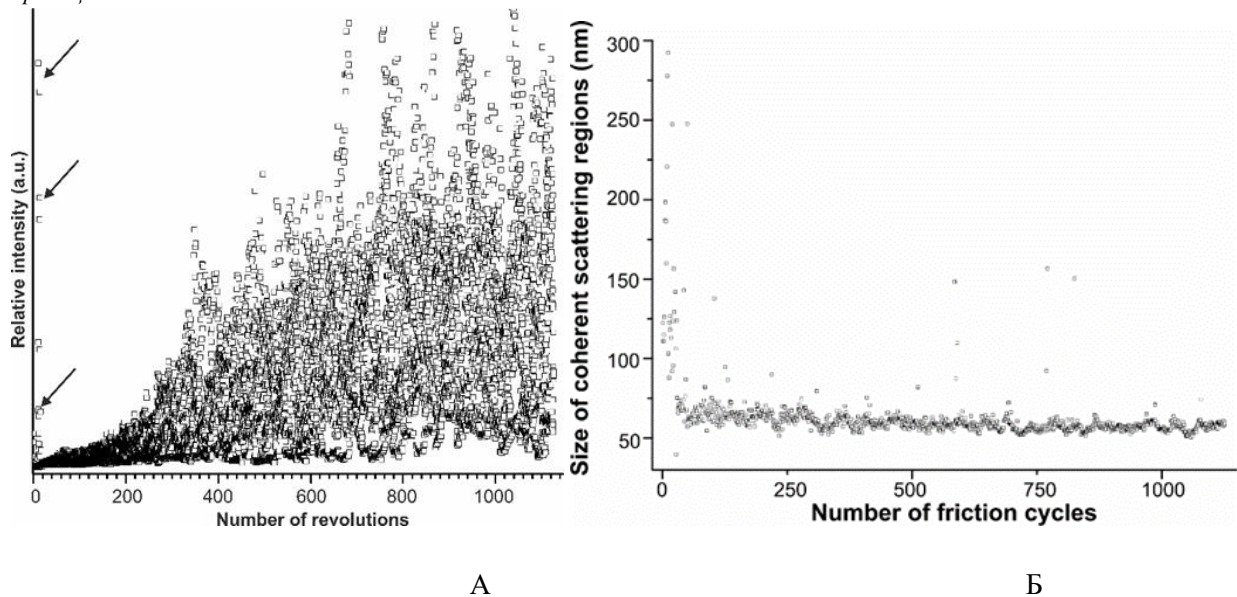 Relative intensity (a.u.)
0 200 400 600 800 1000
Number of revolutions
Size of coherent scattering regions (nm)
300
250
200
150
100
50
0 250 500 750 1000
Number of friction cycles
А Б